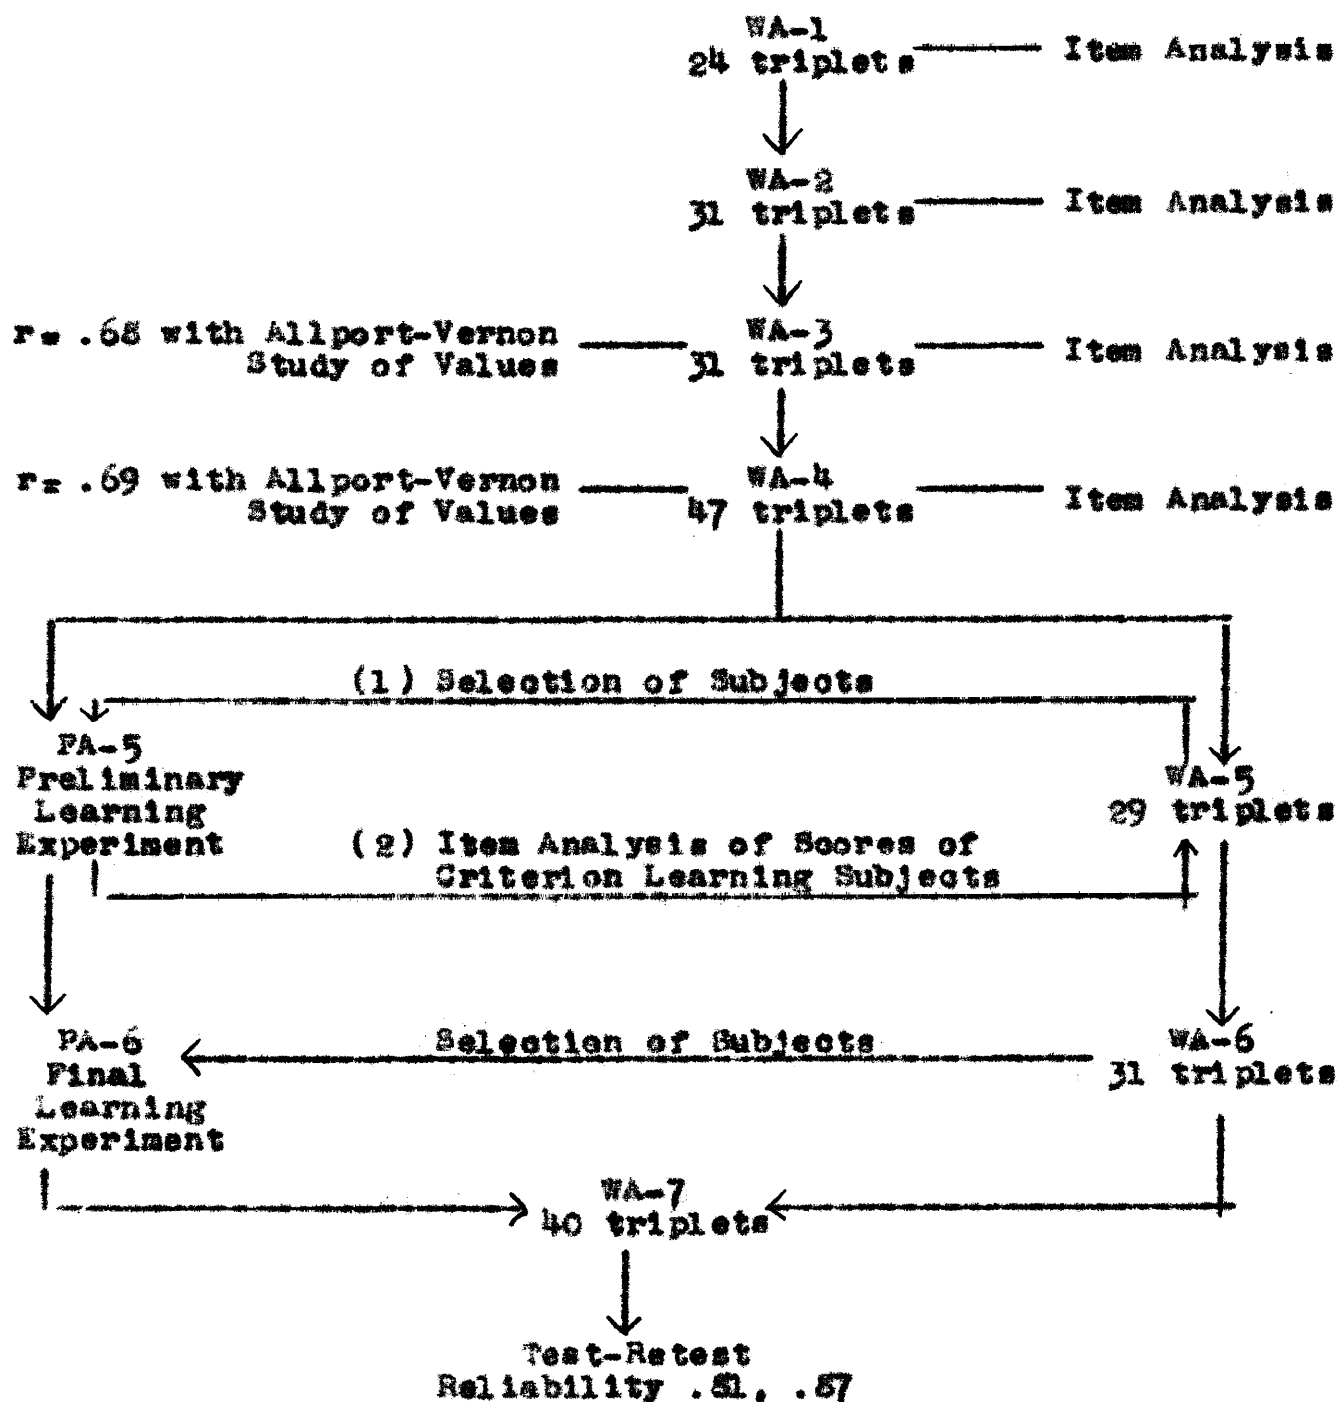 WA-1
24 triplets
Item Analysis
WA-2
31 triplets
Item Analysis
r= .68 with Allport-Vernon
Study of Values
WA-3
31 triplets
Item Analysis
r= .69 with Allport-Vernon
Study of Values
WA-4
47 triplets
Item Analysis
(1) Selection of Subjects
PA-5
Preliminary
Learning
Experiment
WA-5
29 triplets
(2) Item Analysis of Scores of
Criterion Learning Subjects
PA-6
Final
Learning
Experiment
Selection of Subjects
WA-6
31 triplets
WA-7
40 triplets
Test-Retest
Reliability .81, .87